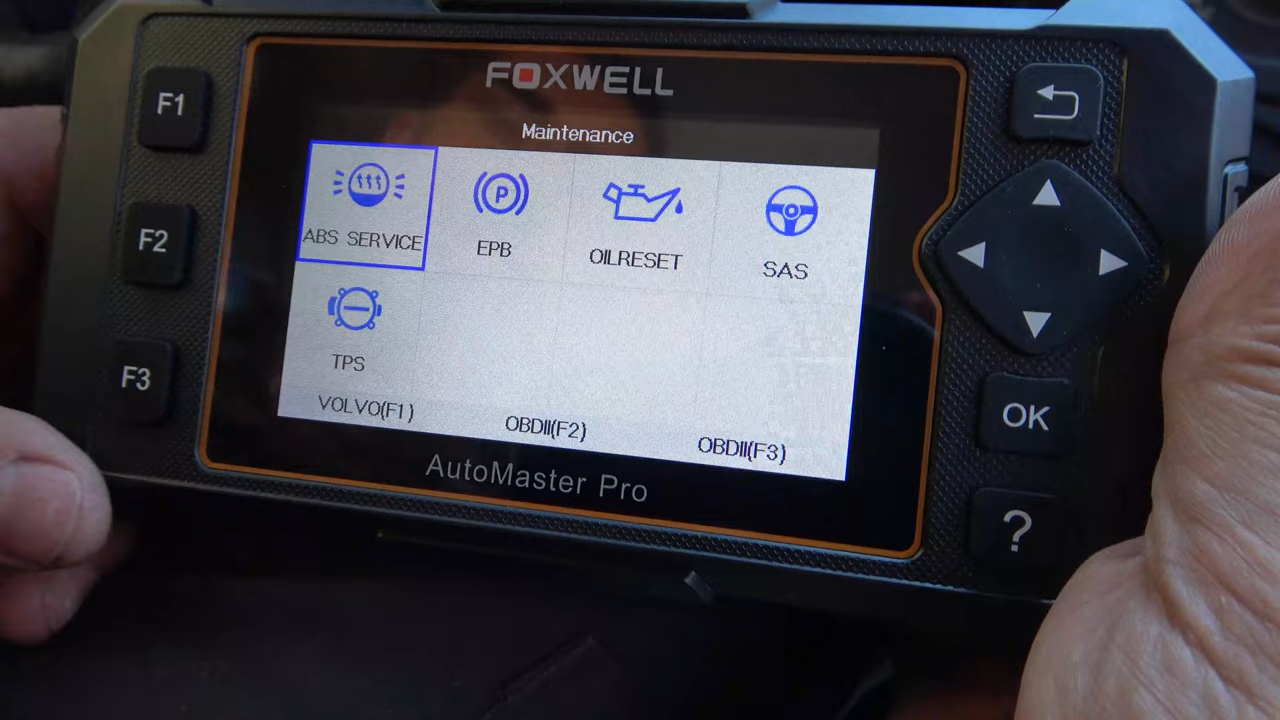 FOXWELL
Maintenance
F1
F2
F3
ABS SERVICE
P
EPB
OILRESET
SAS
TPS
VOLVO(F1)
OBDII(F2)
OBDII(F3)
AutoMaster Pro
OK
?